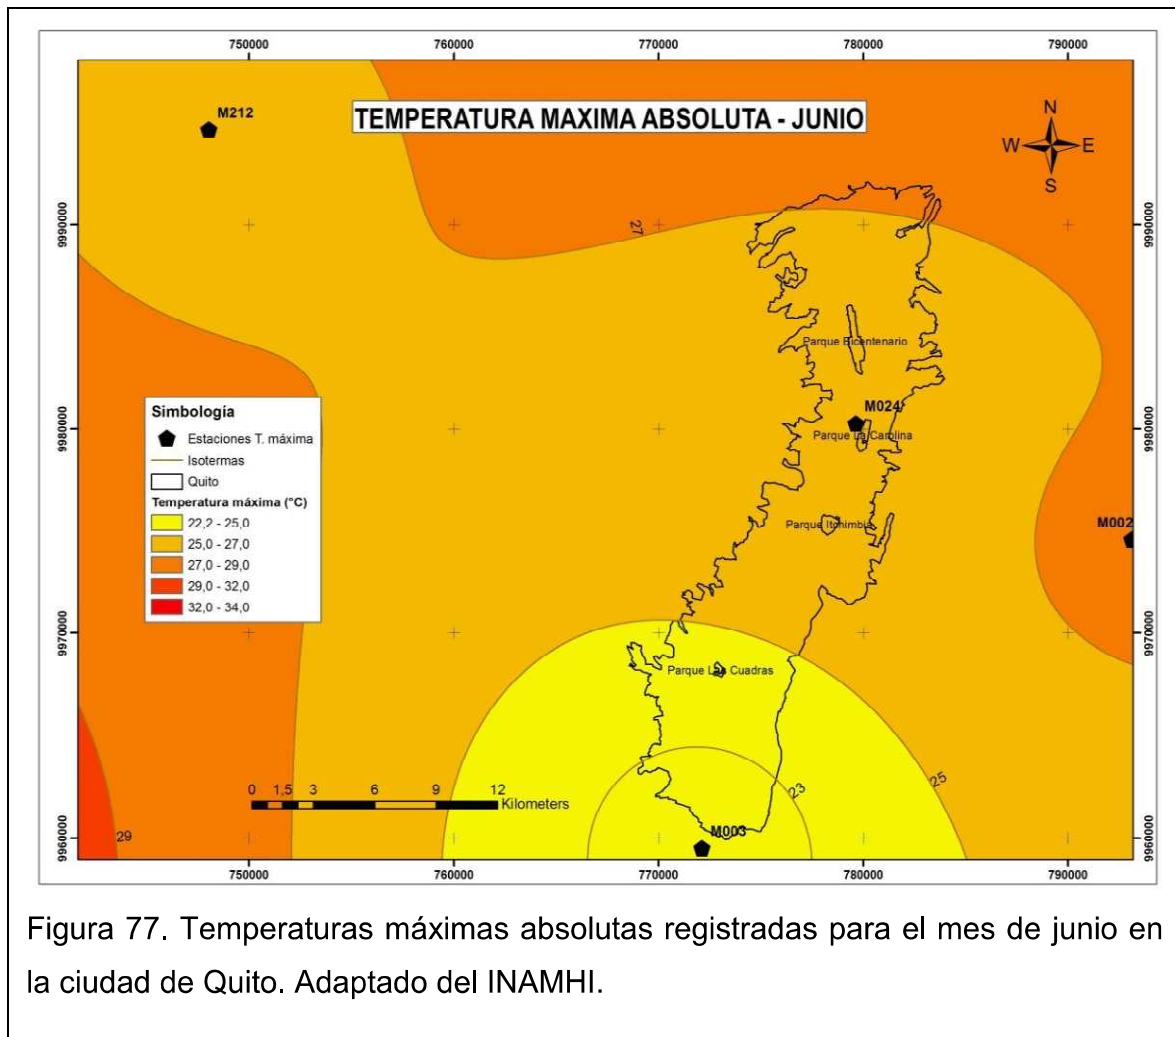 750000 760000 770000 780000 790000
M212
TEMPERATURA MAXIMA ABSOLUTA - JUNIO
N
W E
S
9990000
9990000
27
Parque Bicentenario
M024
Simbología
Estaciones T. máxima
Isotermas
Quito
Temperatura máxima (°C)
22,2 - 25,0
25,0 - 27,0
27,0 - 29,0
29,0 - 32,0
32,0 - 34,0
9980000
9980000
Parque La Carolina
Parque Itchimbia
M002
9970000
9970000
Parque Las Cuadras
25
23
0 1,5 3 6 9 12
Kilometers
29
M003
9960000
9960000
750000 760000 770000 780000 790000
Figura 77. Temperaturas máximas absolutas registradas para el mes de junio en
la ciudad de Quito. Adaptado del INAMHI.